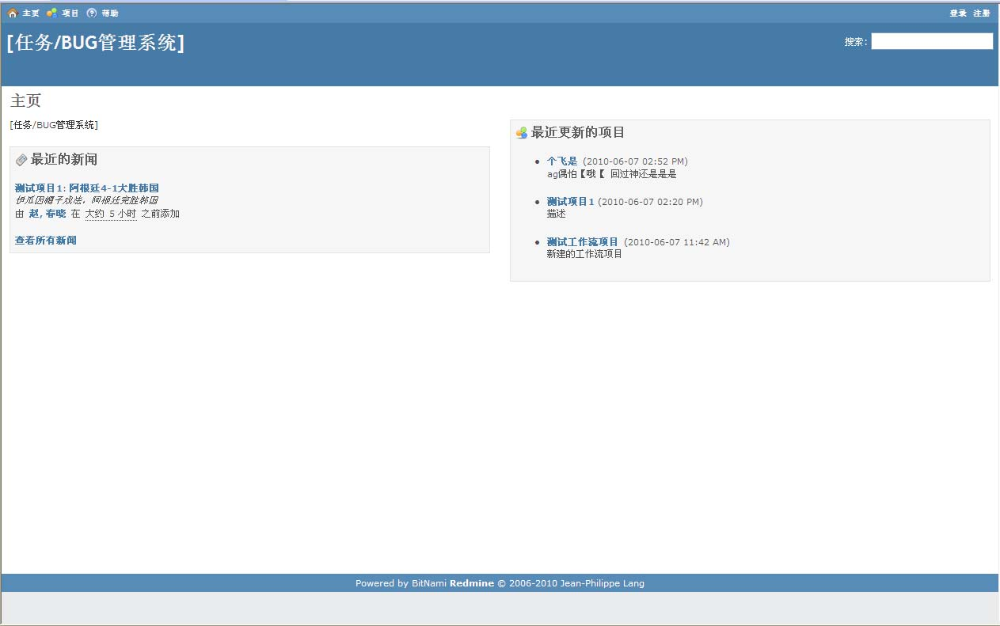 主页 项目 帮助 登录 注册
[任务/BUG管理系统]
搜索:
主页
[任务/BUG管理系统]
最近的新闻
测试项目1: 阿根廷4-1大胜韩国
伊瓜因帽子戏法，阿根廷完胜韩国
由 赵, 春晓 在 大约 5 小时 之前添加
查看所有新闻
最近更新的项目
个飞是 (2010-06-07 02:52 PM)
ag偶怕【哦【 回过神还是是是
测试项目1 (2010-06-07 02:20 PM)
描述
测试工作流项目 (2010-06-07 11:42 AM)
新建的工作流项目
Powered by BitNami Redmine © 2006-2010 Jean-Philippe Lang